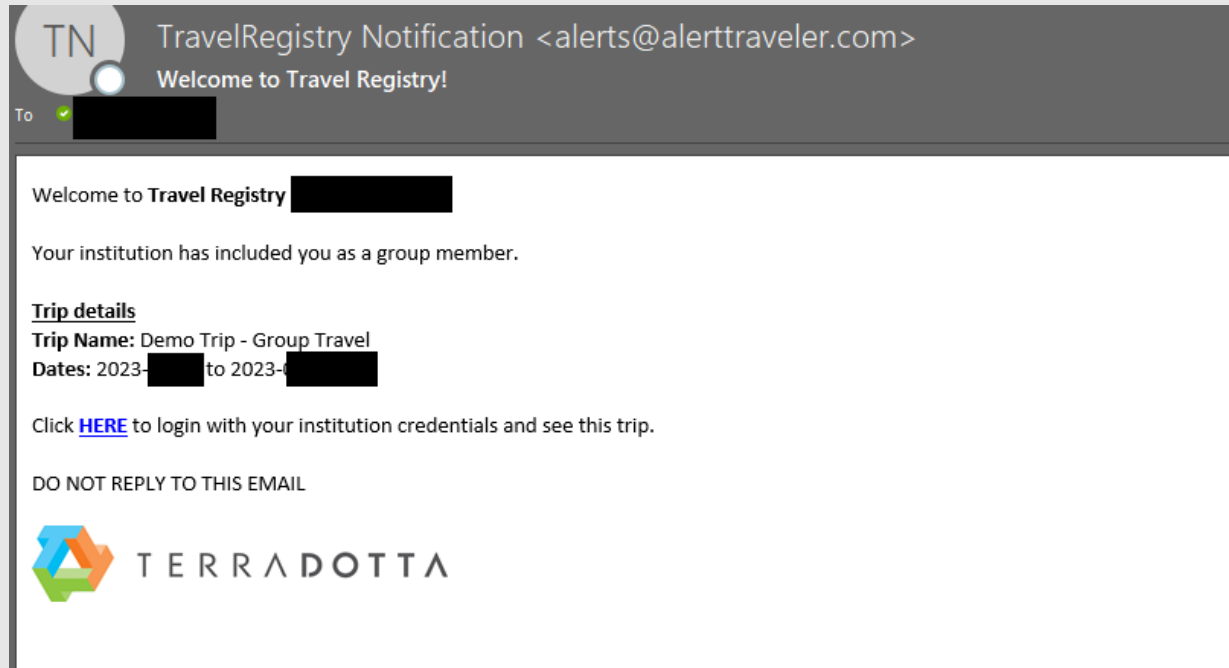 TN
TravelRegistry Notification <alerts@alerttraveler.com>
Welcome to Travel Registry!
To
Welcome to Travel Registry
Your institution has included you as a group member.
Trip details
Trip Name: Demo Trip - Group Travel
Dates: 2023- to 2023-
Click HERE to login with your institution credentials and see this trip.
DO NOT REPLY TO THIS EMAIL
TERRADOTTA